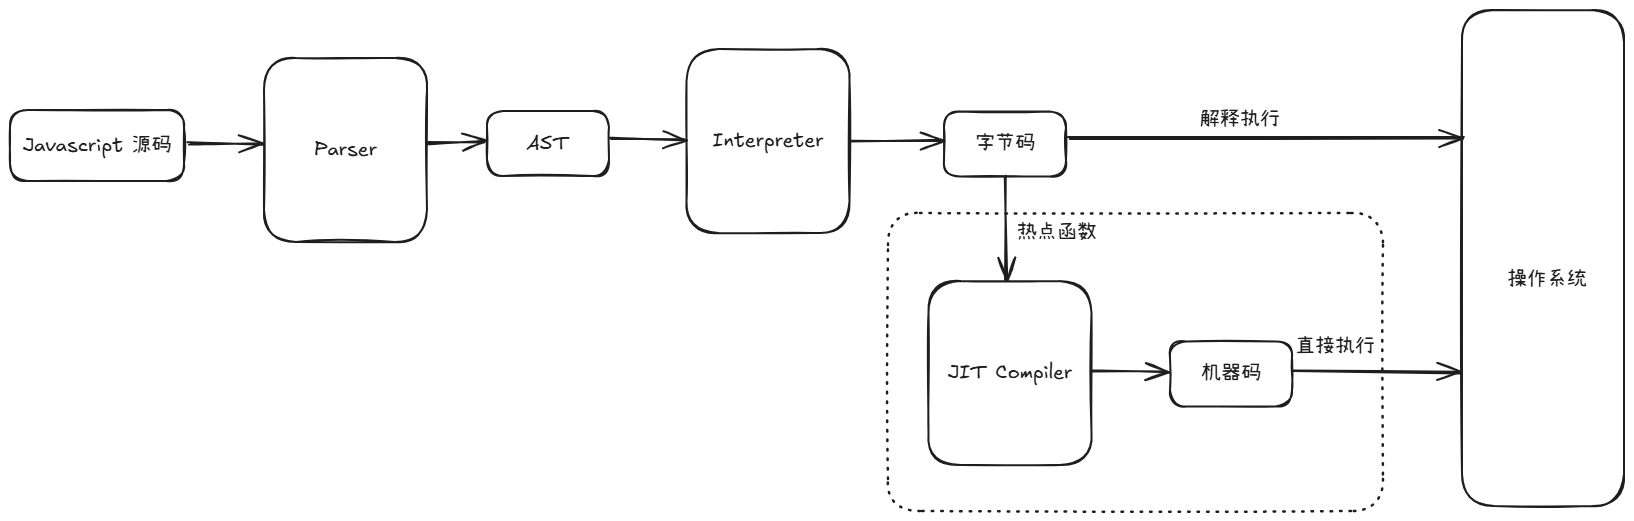 Javascript 源码
Parser
AST
Interpreter
字节码
解释执行
热点函数
JIT Compiler
机器码
直接执行
操作系统